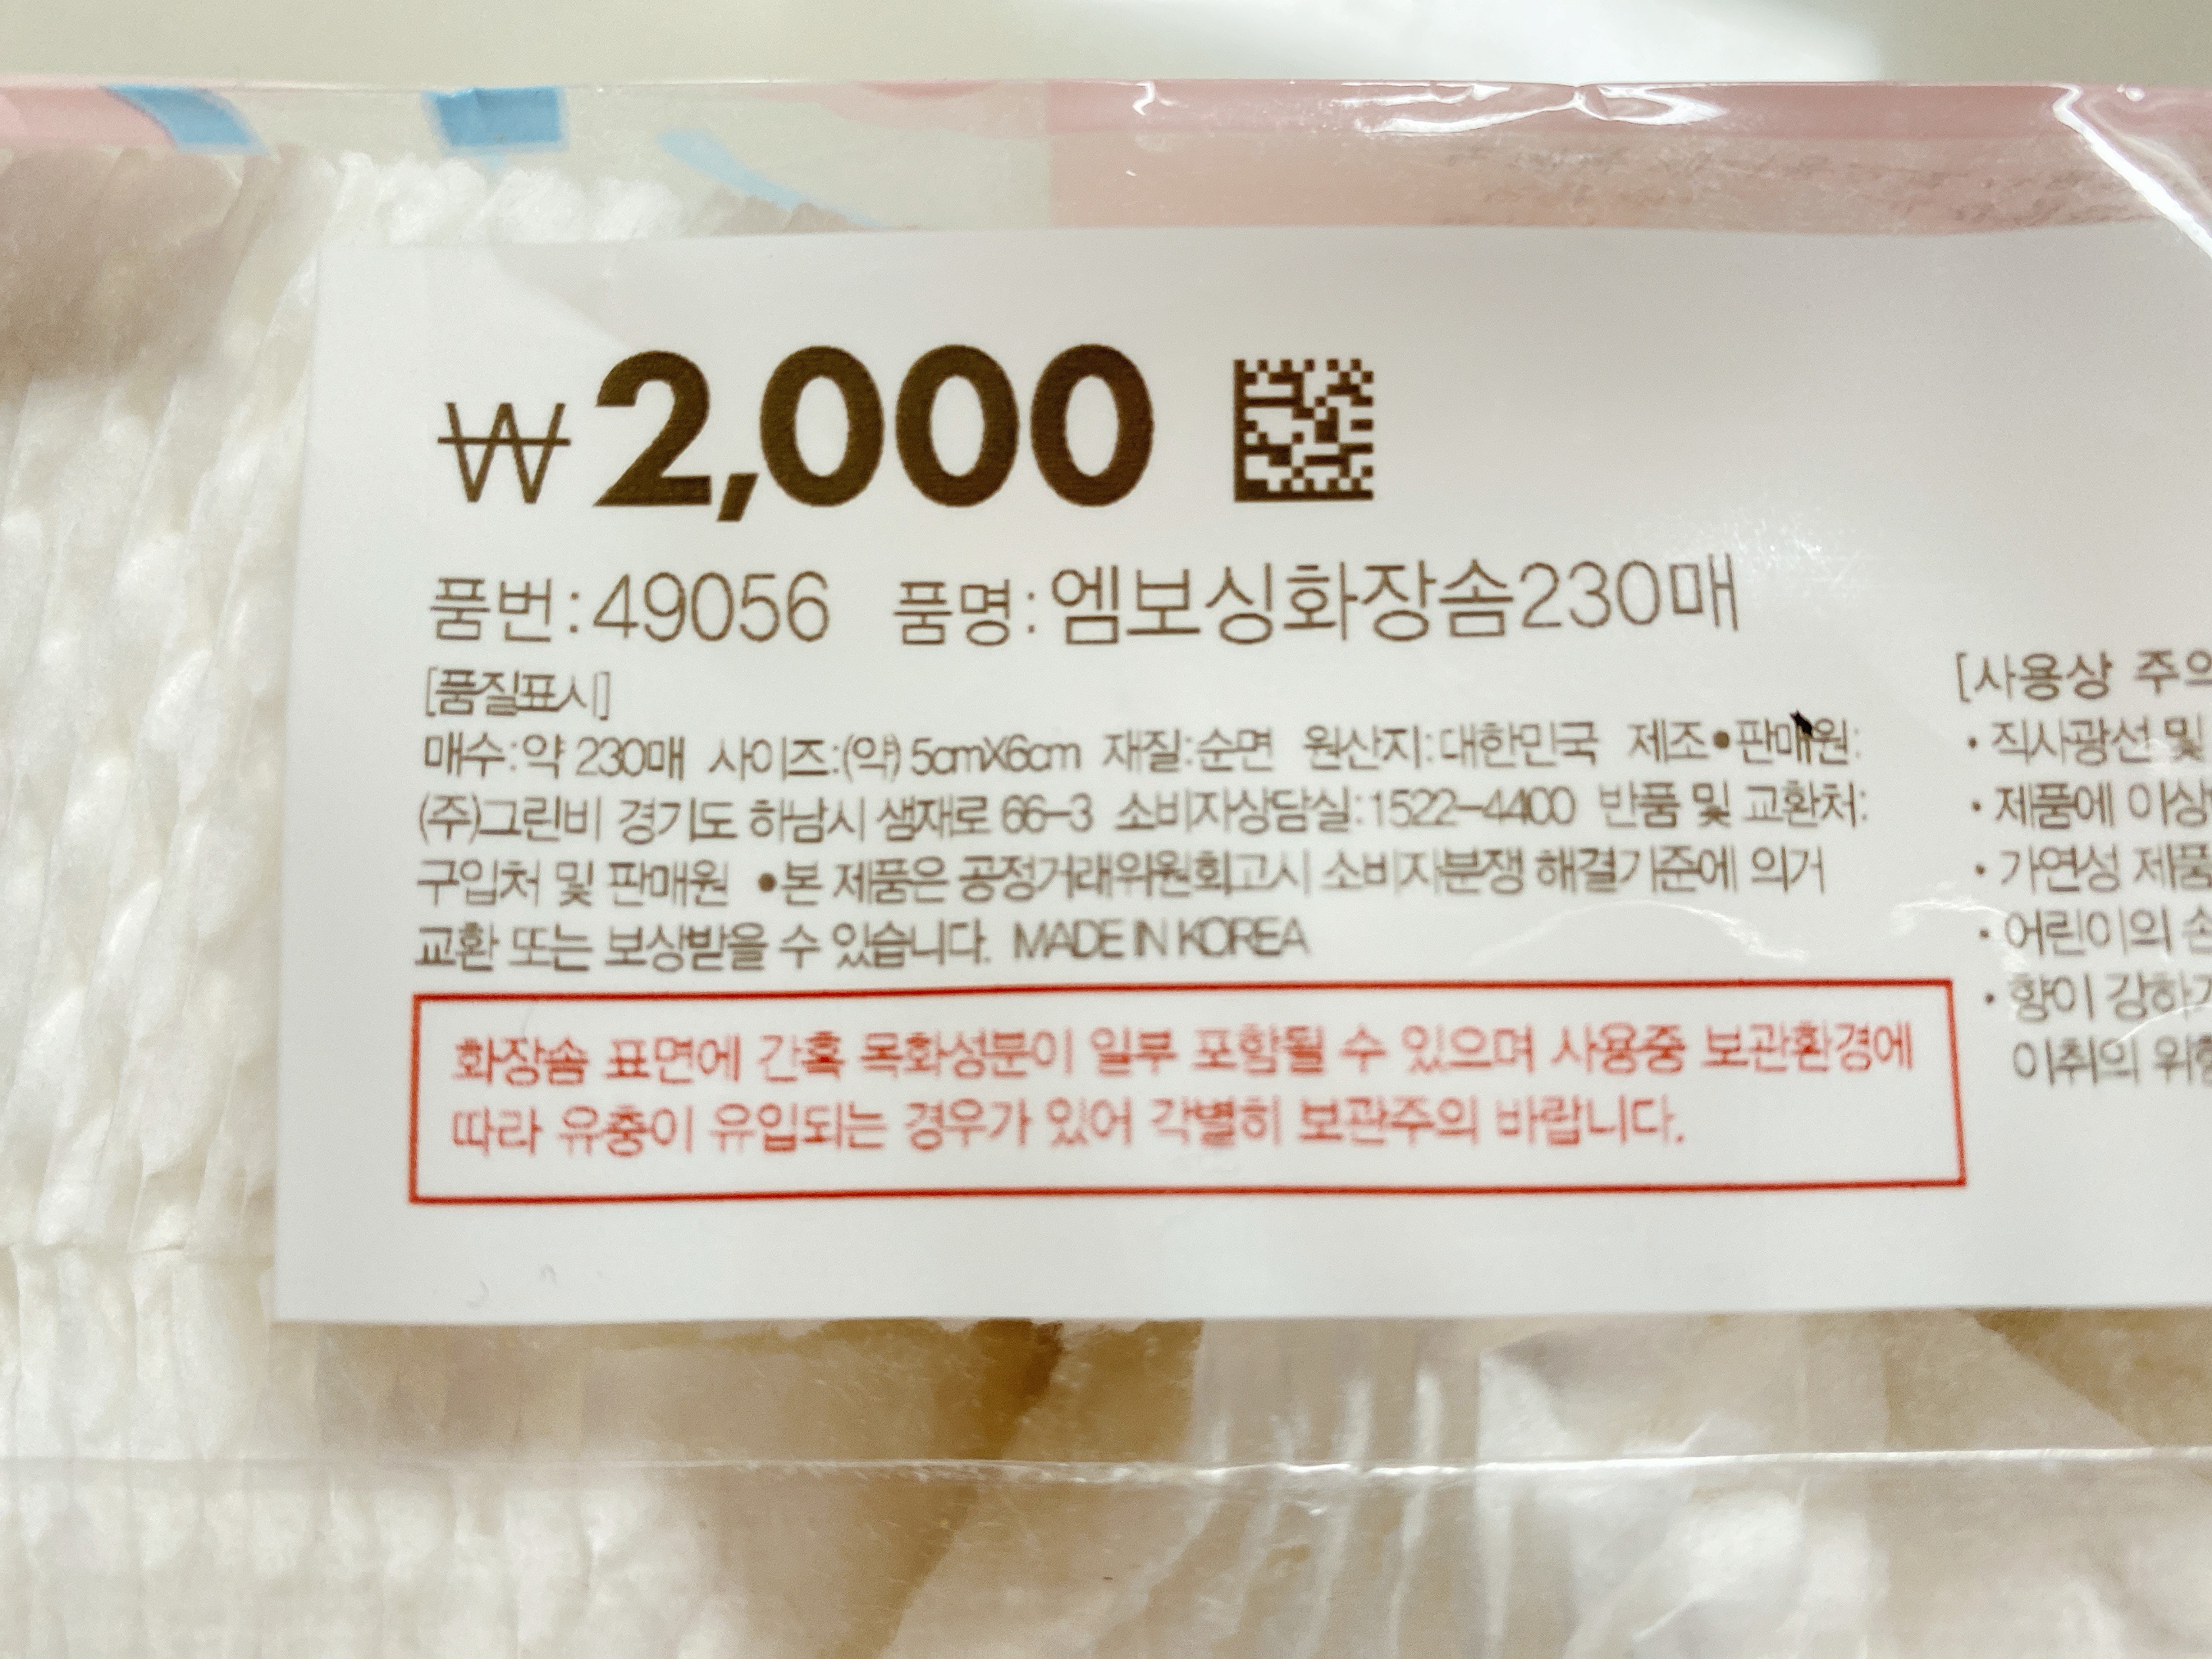 ₩2,000
품번:49056 품명:엠보싱화장솜230매
[품질표시]
매수:약 230매 사이즈:(약) 5cmX6cm 재질:순면 원산지:대한민국 제조•판매원:
(주)그린비 경기도 하남시 샘재로 66-3 소비자상담실:1522-4400 반품 및 교환처:
구입처 및 판매원 •본 제품은 공정거래위원회고시 소비자분쟁 해결기준에 의거
교환 또는 보상받을 수 있습니다. MADE IN KOREA
화장솜 표면에 간혹 목화성분이 일루 포함될 수 있으며 사용중 보관환경에
따라 유충이 유입되는 경우가 있어 각별히 보관주의 바랍니다.
[사용상 주의
• 직사광선 및
• 제품에 이상
• 가연성 제품
• 어린이의 손
• 향이 강하거
이취의 위험